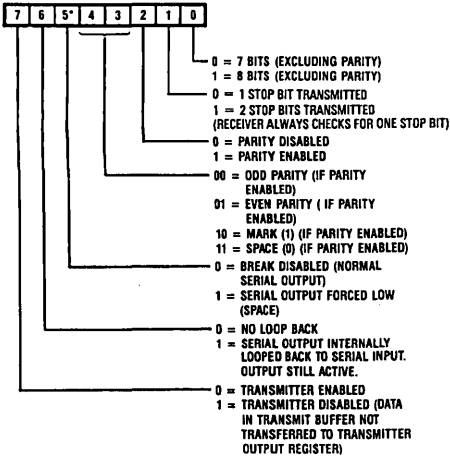 7 6 5* 4 3 2 1 0
0 = 7 BITS (EXCLUDING PARITY)
1 = 8 BITS (EXCLUDING PARITY)
0 = 1 STOP BIT TRANSMITTED
1 = 2 STOP BITS TRANSMITTED
(RECEIVER ALWAYS CHECKS FOR ONE STOP BIT)
0 = PARITY DISABLED
1 = PARITY ENABLED
00 = ODD PARITY (IF PARITY
ENABLED)
01 = EVEN PARITY ( IF PARITY
ENABLED)
10 = MARK (1) (IF PARITY ENABLED)
11 = SPACE (0) (IF PARITY ENABLED)
0 = BREAK DISABLED (NORMAL
SERIAL OUTPUT)
1 = SERIAL OUTPUT FORCED LOW
(SPACE)
0 = NO LOOP BACK
1 = SERIAL OUTPUT INTERNALLY
LOOPED BACK TO SERIAL INPUT.
OUTPUT STILL ACTIVE.
0 = TRANSMITTER ENABLED
1 = TRANSMITTER DISABLED (DATA
IN TRANSMIT BUFFER NOT
TRANSFERRED TO TRANSMITTER
OUTPUT REGISTER)